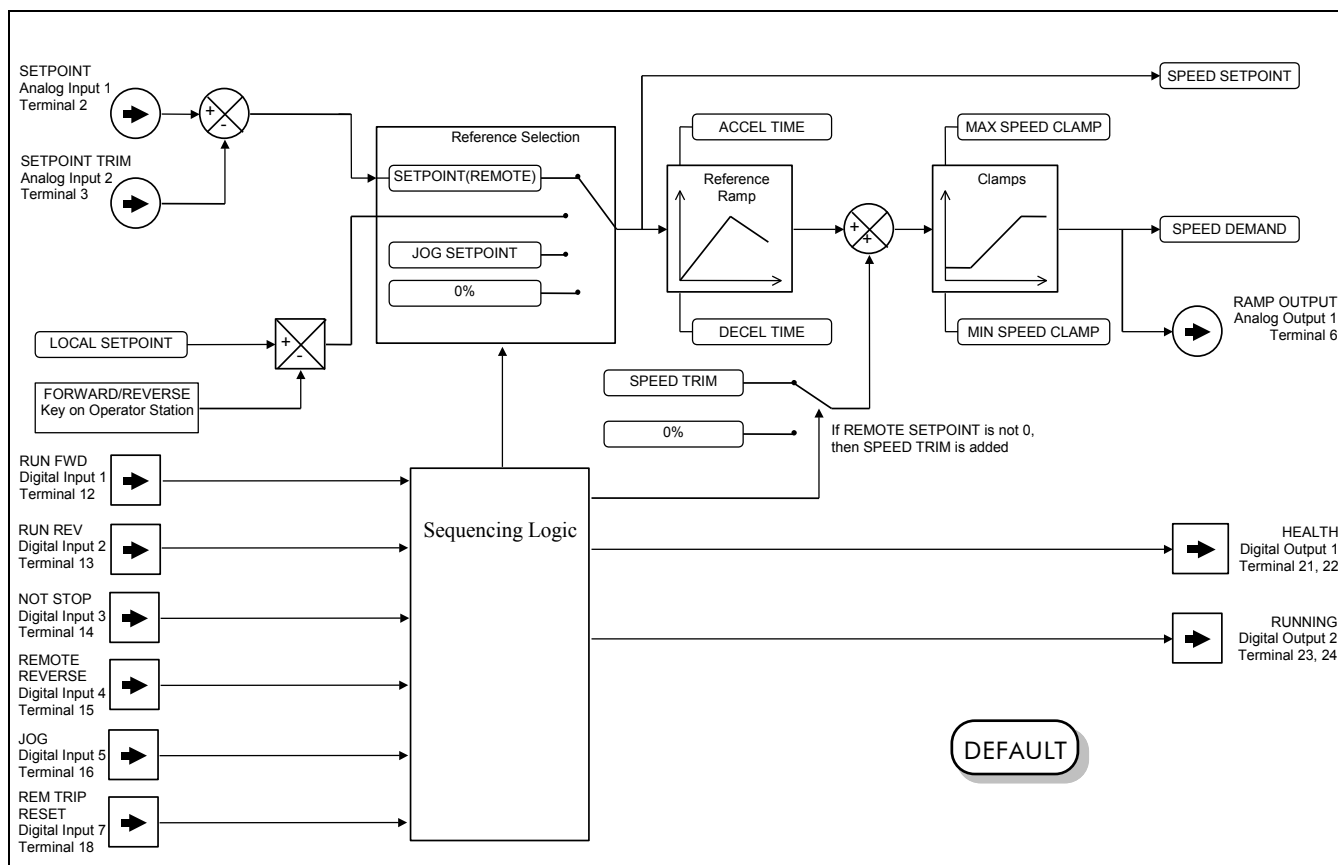 SETPOINT
Analog Input 1
Terminal 2
+
-
SETPOINT TRIM
Analog Input 2
Terminal 3
Reference Selection
SETPOINT(REMOTE)
JOG SETPOINT
0%
LOCAL SETPOINT
+
-
FORWARD/REVERSE
Key on Operator Station
SPEED SETPOINT
ACCEL TIME
Reference
Ramp
DECEL TIME
+
+
MAX SPEED CLAMP
Clamps
MIN SPEED CLAMP
SPEED DEMAND
RAMP OUTPUT
Analog Output 1
Terminal 6
SPEED TRIM
0%
If REMOTE SETPOINT is not 0,
then SPEED TRIM is added
RUN FWD
Digital Input 1
Terminal 12
RUN REV
Digital Input 2
Terminal 13
NOT STOP
Digital Input 3
Terminal 14
REMOTE
REVERSE
Digital Input 4
Terminal 15
JOG
Digital Input 5
Terminal 16
REM TRIP
RESET
Digital Input 7
Terminal 18
Sequencing Logic
HEALTH
Digital Output 1
Terminal 21, 22
RUNNING
Digital Output 2
Terminal 23, 24
DEFAULT